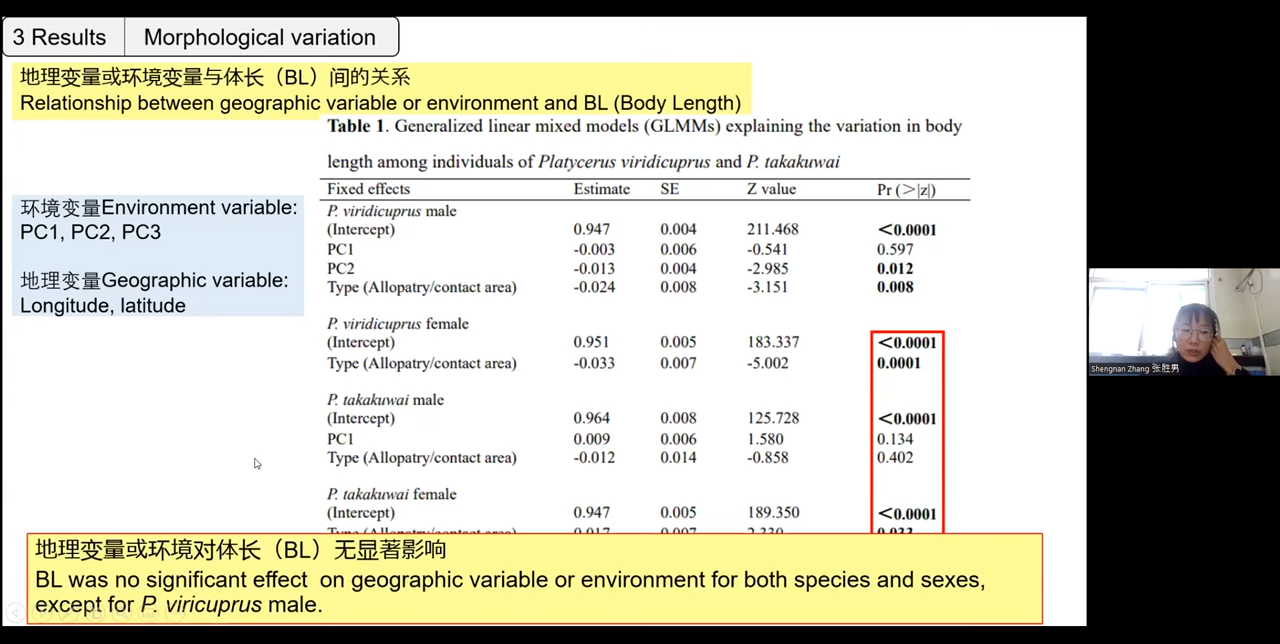 3 Results Morphological variation
地理变量或环境变量与体长（BL）间的关系
Relationship between geographic variable or environment and BL (Body Length)
Table 1. Generalized linear mixed models (GLMMs) explaining the variation in body
length among individuals of Platycerus viridicuprus and P. takakuwai
环境变量Environment variable:
PC1, PC2, PC3
地理变量Geographic variable:
Longitude, latitude
Fixed effects Estimate SE Z value Pr (＞|z|)
P. viridicuprus male
(Intercept) 0.947 0.004 211.468 ＜0.0001
PC1 -0.003 0.006 -0.541 0.597
PC2 -0.013 0.004 -2.985 0.012
Type (Allopatry/contact area) -0.024 0.008 -3.151 0.008
P. viridicuprus female
(Intercept) 0.951 0.005 183.337 ＜0.0001
Type (Allopatry/contact area) -0.033 0.007 -5.002 0.0001
P. takakuwai male
(Intercept) 0.964 0.008 125.728 ＜0.0001
PC1 0.009 0.006 1.580 0.134
Type (Allopatry/contact area) -0.012 0.014 -0.858 0.402
P. takakuwai female
(Intercept) 0.947 0.005 189.350 ＜0.0001
地理变量或环境对体长（BL）无显著影响
BL was no significant effect on geographic variable or environment for both species and sexes,
except for P. viricuprus male.
Shengnan Zhang 张胜男